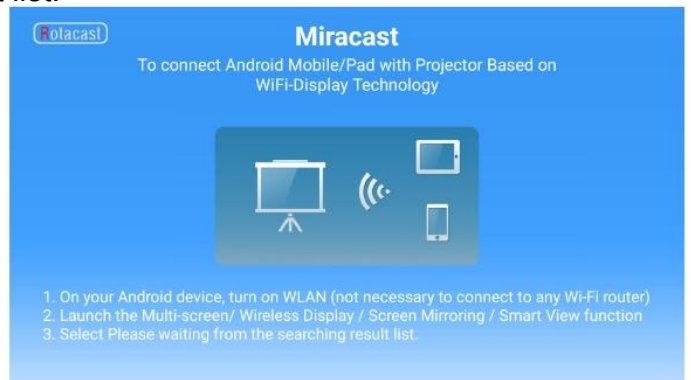 Rotacast
Miracast
To connect Android Mobile/Pad with Projector Based on
WiFi-Display Technology
1. On your Android device, turn on WLAN (not necessary to connect to any Wi-Fi router)
2. Launch the Multi-screen/ Wireless Display / Screen Mirroring / Smart View function
3. Select Please waiting from the searching result list.